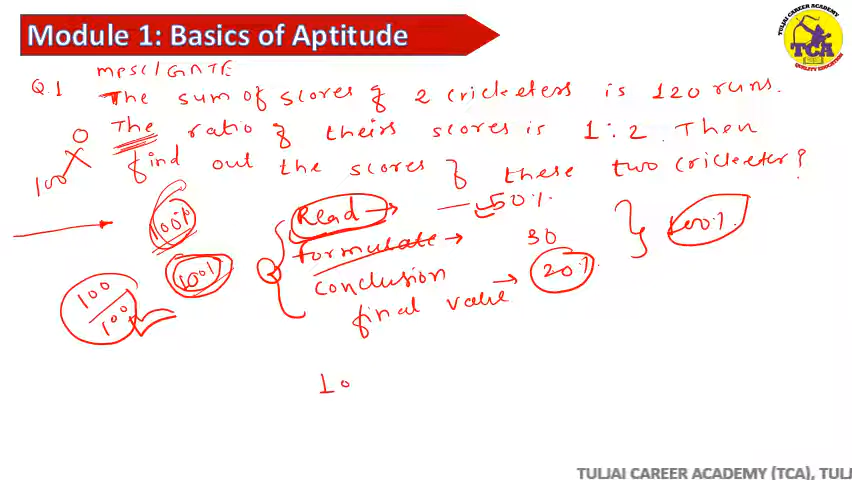 Module 1: Basics of Aptitude
TULJAI CAREER ACADEMY
TCA
QUALITY EDUCATION
MPSC/GATE
Q.1 The sum of scores of 2 cricketers is 120 runs.
The ratio of theirs scores is 1:2. Then
find out the scores of these two cricketer?
0
100
100%
Read → 50%
formulate → 30
100%
100%
conclusion
final value → 20%
100
100
10
TULJAI CAREER ACADEMY (TCA), TULJ